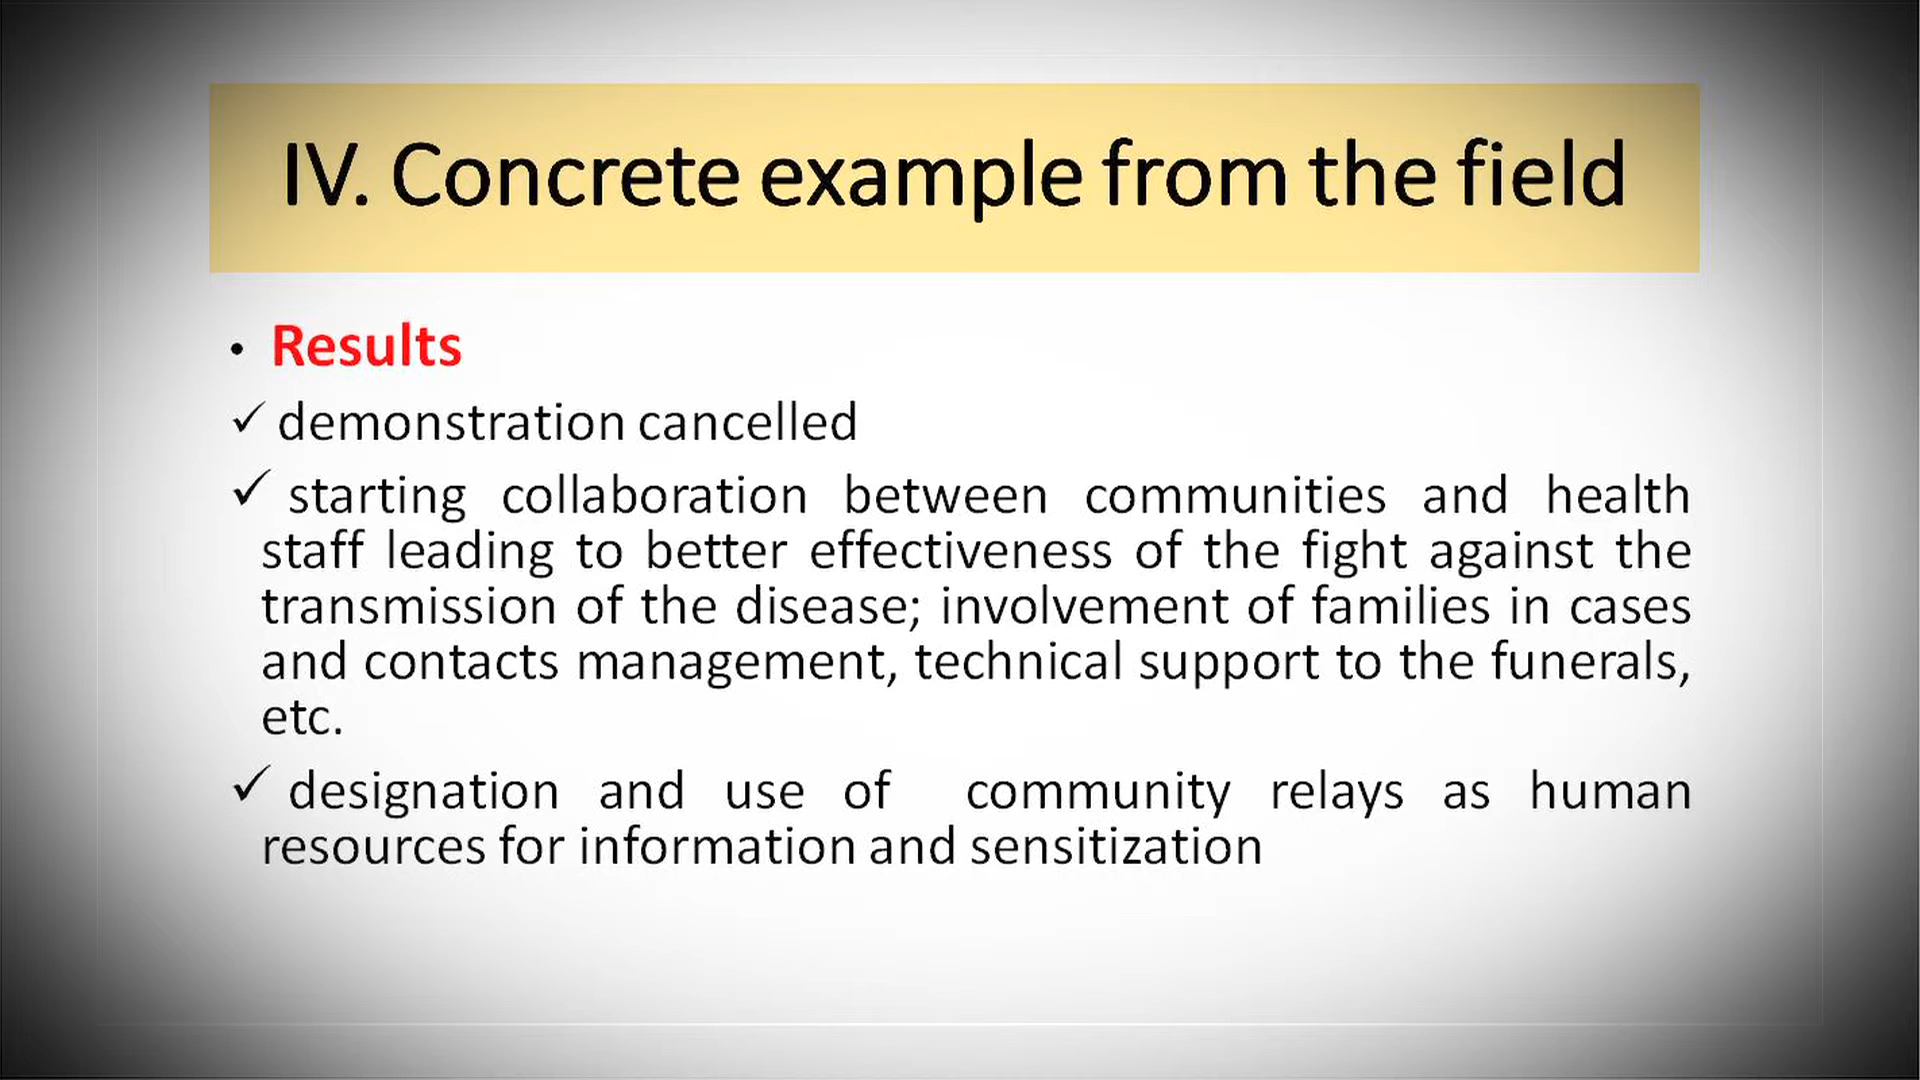 IV. Concrete example from the field
• Results
✓ demonstration cancelled
✓ starting collaboration between communities and health
staff leading to better effectiveness of the fight against the
transmission of the disease; involvement of families in cases
and contacts management, technical support to the funerals,
etc.
✓ designation and use of community relays as human
resources for information and sensitization